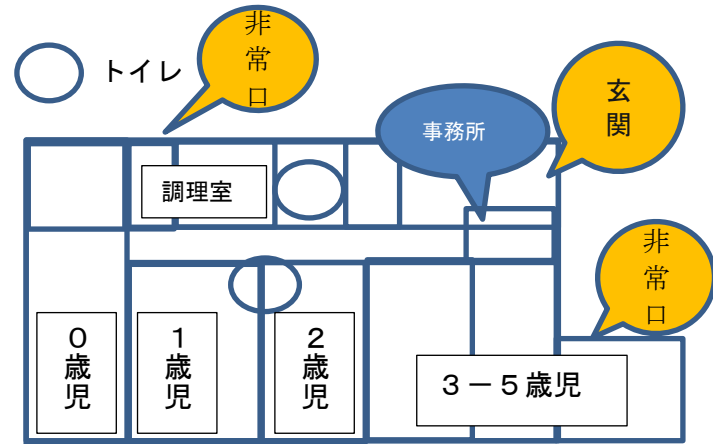 トイレ
非常口
玄関
事務所
調理室
非常口
０歳児
１歳児
２歳児
３－５歳児